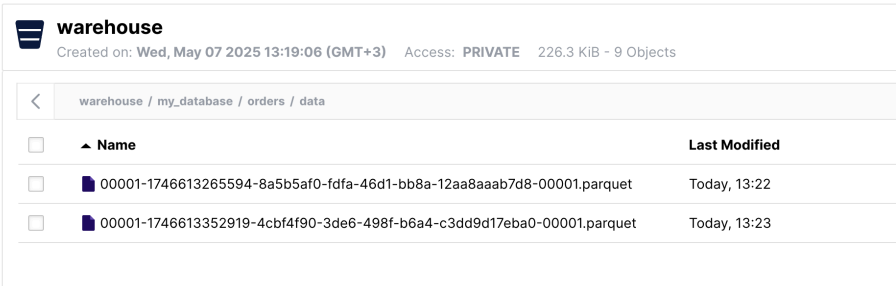 warehouse
Created on: Wed, May 07 2025 13:19:06 (GMT+3) Access: PRIVATE 226.3 KiB - 9 Objects
warehouse / my_database / orders / data
Name Last Modified
00001-1746613265594-8a5b5af0-fdfa-46d1-bb8a-12aa8aaab7d8-00001.parquet Today, 13:22
00001-1746613352919-4cbf4f90-3de6-498f-b6a4-c3dd9d17eba0-00001.parquet Today, 13:23